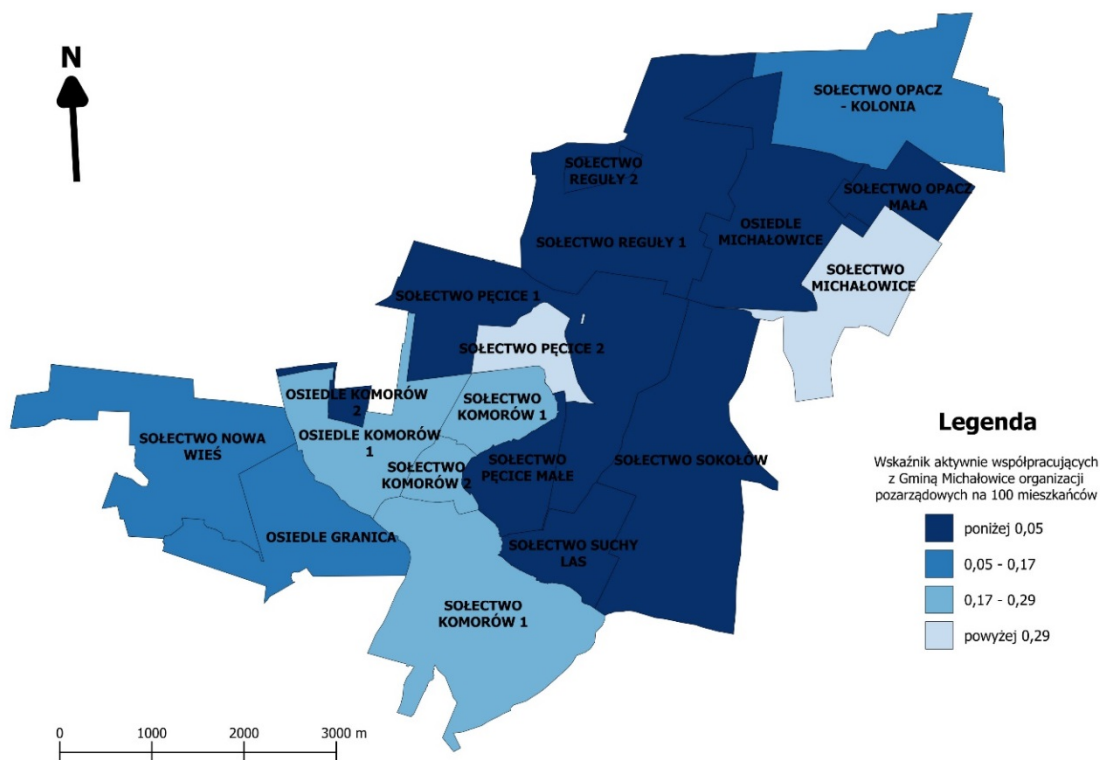 N
SOŁECTWO OPACZ
- KOLONIA
SOŁECTWO
REGUŁY 2
SOŁECTWO OPACZ
MAŁA
OSIEDLE
MICHAŁOWICE
SOŁECTWO REGUŁY 1
SOŁECTWO
MICHAŁOWICE
SOŁECTWO PĘCICE 1
SOŁECTWO PĘCICE 2
OSIEDLE KOMORÓW
2
SOŁECTWO
KOMORÓW 1
OSIEDLE KOMORÓW
1
SOŁECTWO NOWA
WIEŚ
SOŁECTWO
KOMORÓW 2
SOŁECTWO
PĘCICE MAŁE
SOŁECTWO SOKOŁÓW
OSIEDLE GRANICA
SOŁECTWO SUCHY
LAS
SOŁECTWO
KOMORÓW 1
Legenda
Wskaźnik aktywnie współpracujących
z Gminą Michałowice organizacji
pozarządowych na 100 mieszkańców
poniżej 0,05
0,05 - 0,17
0,17 - 0,29
powyżej 0,29
0 1000 2000 3000 m